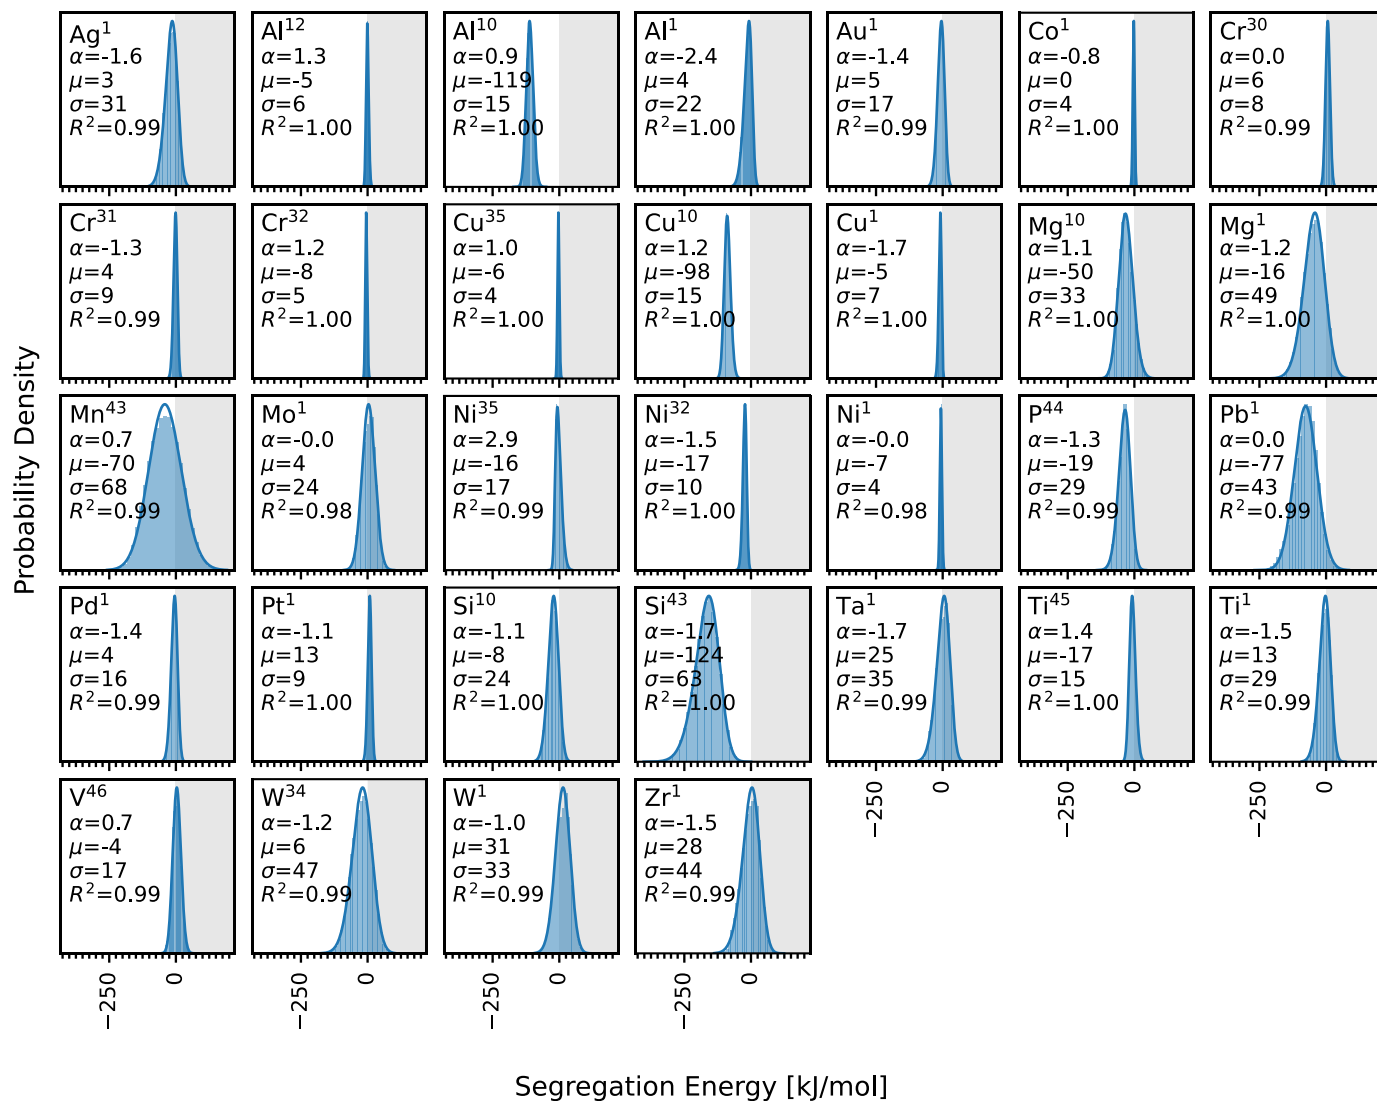 Ag¹
α=-1.6
μ=3
σ=31
R²=0.99
Al¹²
α=1.3
μ=-5
σ=6
R²=1.00
Al¹⁰
α=0.9
μ=-119
σ=15
R²=1.00
Al¹
α=-2.4
μ=4
σ=22
R²=1.00
Au¹
α=-1.4
μ=5
σ=17
R²=0.99
Co¹
α=-0.8
μ=0
σ=4
R²=1.00
Cr³⁰
α=0.0
μ=6
σ=8
R²=0.99
Cr³¹
α=-1.3
μ=4
σ=9
R²=0.99
Cr³²
α=1.2
μ=-8
σ=5
R²=1.00
Cu³⁵
α=1.0
μ=-6
σ=4
R²=1.00
Cu¹⁰
α=1.2
μ=-98
σ=15
R²=1.00
Cu¹
α=-1.7
μ=-5
σ=7
R²=1.00
Mg¹⁰
α=1.1
μ=-50
σ=33
R²=1.00
Mg¹
α=-1.2
μ=-16
σ=49
R²=1.00
Mn⁴³
α=0.7
μ=-70
σ=68
R²=0.99
Mo¹
α=-0.0
μ=4
σ=24
R²=0.98
Ni³⁵
α=2.9
μ=-16
σ=17
R²=0.99
Ni³²
α=-1.5
μ=-17
σ=10
R²=1.00
Ni¹
α=-0.0
μ=-7
σ=4
R²=0.98
P⁴⁴
α=-1.3
μ=-19
σ=29
R²=0.99
Pb¹
α=0.0
μ=-77
σ=43
R²=0.99
Pd¹
α=-1.4
μ=4
σ=16
R²=0.99
Pt¹
α=-1.1
μ=13
σ=9
R²=1.00
Si¹⁰
α=-1.1
μ=-8
σ=24
R²=1.00
Si⁴³
α=-1.7
μ=-124
σ=63
R²=1.00
Ta¹
α=-1.7
μ=25
σ=35
R²=0.99
Ti⁴⁵
α=1.4
μ=-17
σ=15
R²=1.00
Ti¹
α=-1.5
μ=13
σ=29
R²=0.99
−250 0
−250 0
−250 0
V⁴⁶
α=0.7
μ=-4
σ=17
R²=0.99
W³⁴
α=-1.2
μ=6
σ=47
R²=0.99
W¹
α=-1.0
μ=31
σ=33
R²=0.99
Zr¹
α=-1.5
μ=28
σ=44
R²=0.99
−250 0
−250 0
−250 0
−250 0
Probability Density
Segregation Energy [kJ/mol]